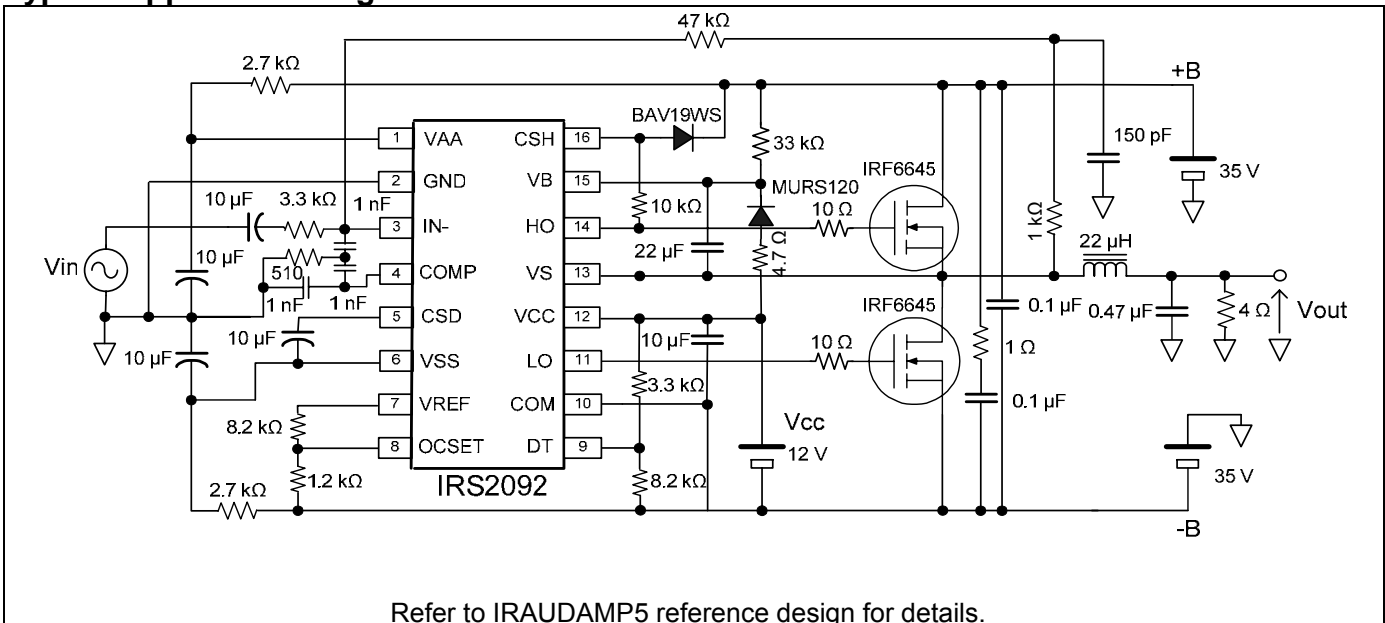 47 kΩ
2.7 kΩ
+B
BAV19WS
1 VAA
CSH 16
33 kΩ
150 pF
IRF6645
35 V
2 GND
VB 15
MURS120
10 µF
3.3 kΩ
1 nF
10 kΩ
10 Ω
1 kΩ
3 IN-
HO 14
22 µH
Vin
10 µF
510
22 µF
4.7 Ω
4 COMP
VS 13
1 nF
1 nF
IRF6645
0.1 µF
0.47 µF
4 Ω
Vout
5 CSD
VCC 12
10 µF
10 µF
10 µF
10 Ω
1 Ω
6 VSS
LO 11
3.3 kΩ
7 VREF
COM 10
0.1 µF
8.2 kΩ
Vcc
8 OCSET
DT 9
12 V
1.2 kΩ
IRS2092
8.2 kΩ
35 V
2.7 kΩ
-B
Refer to IRAUDAMP5 reference design for details.